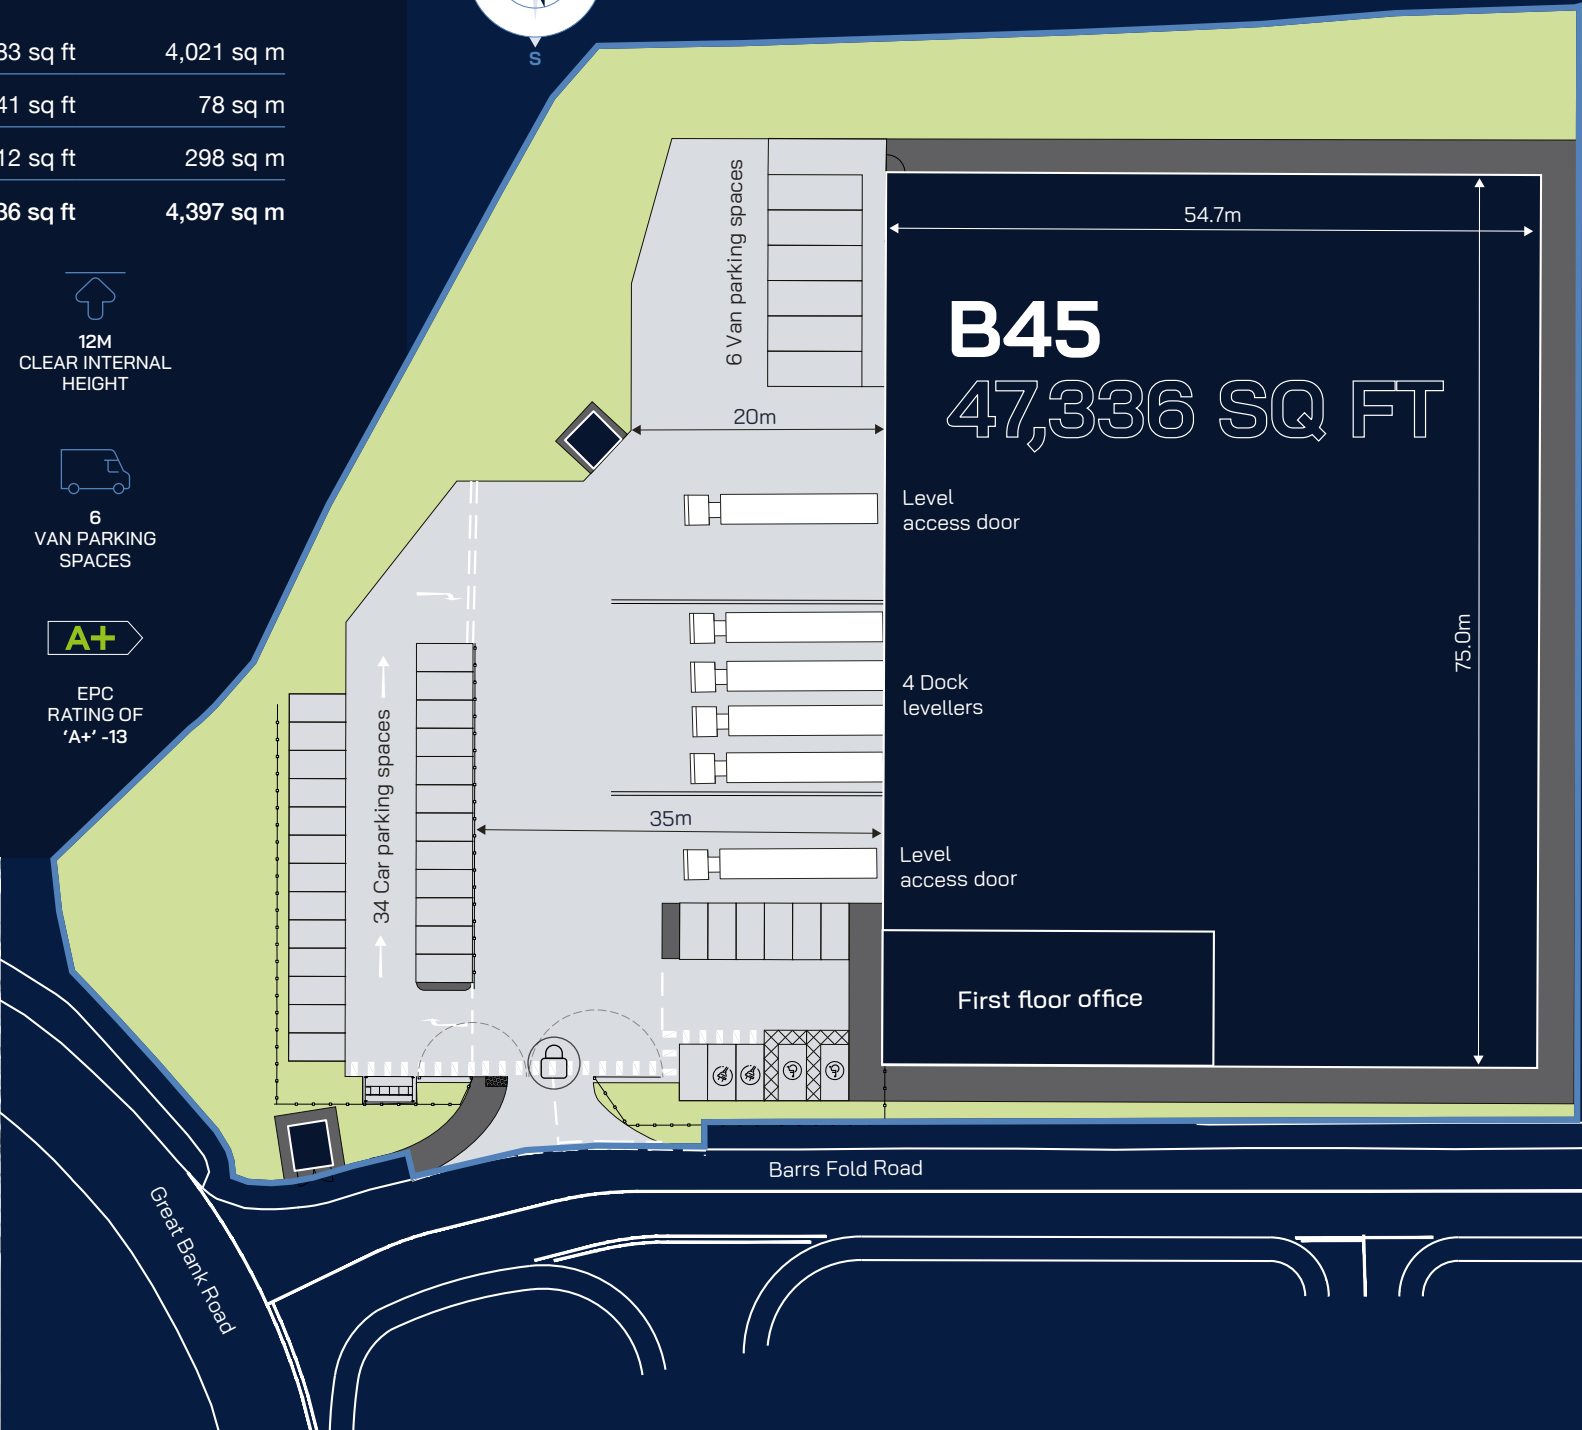 S
83 sq ft 4,021 sq m
41 sq ft 78 sq m
12 sq ft 298 sq m
36 sq ft 4,397 sq m
12M
CLEAR INTERNAL
HEIGHT
6
VAN PARKING
SPACES
A+
EPC
RATING OF
‘A+’ -13
6 Van parking spaces
54.7m
B45
47,336 SQ FT
20m
Level
access door
75.0m
4 Dock
levellers
34 Car parking spaces
35m
Level
access door
First floor office
Barrs Fold Road
Great Bank Road